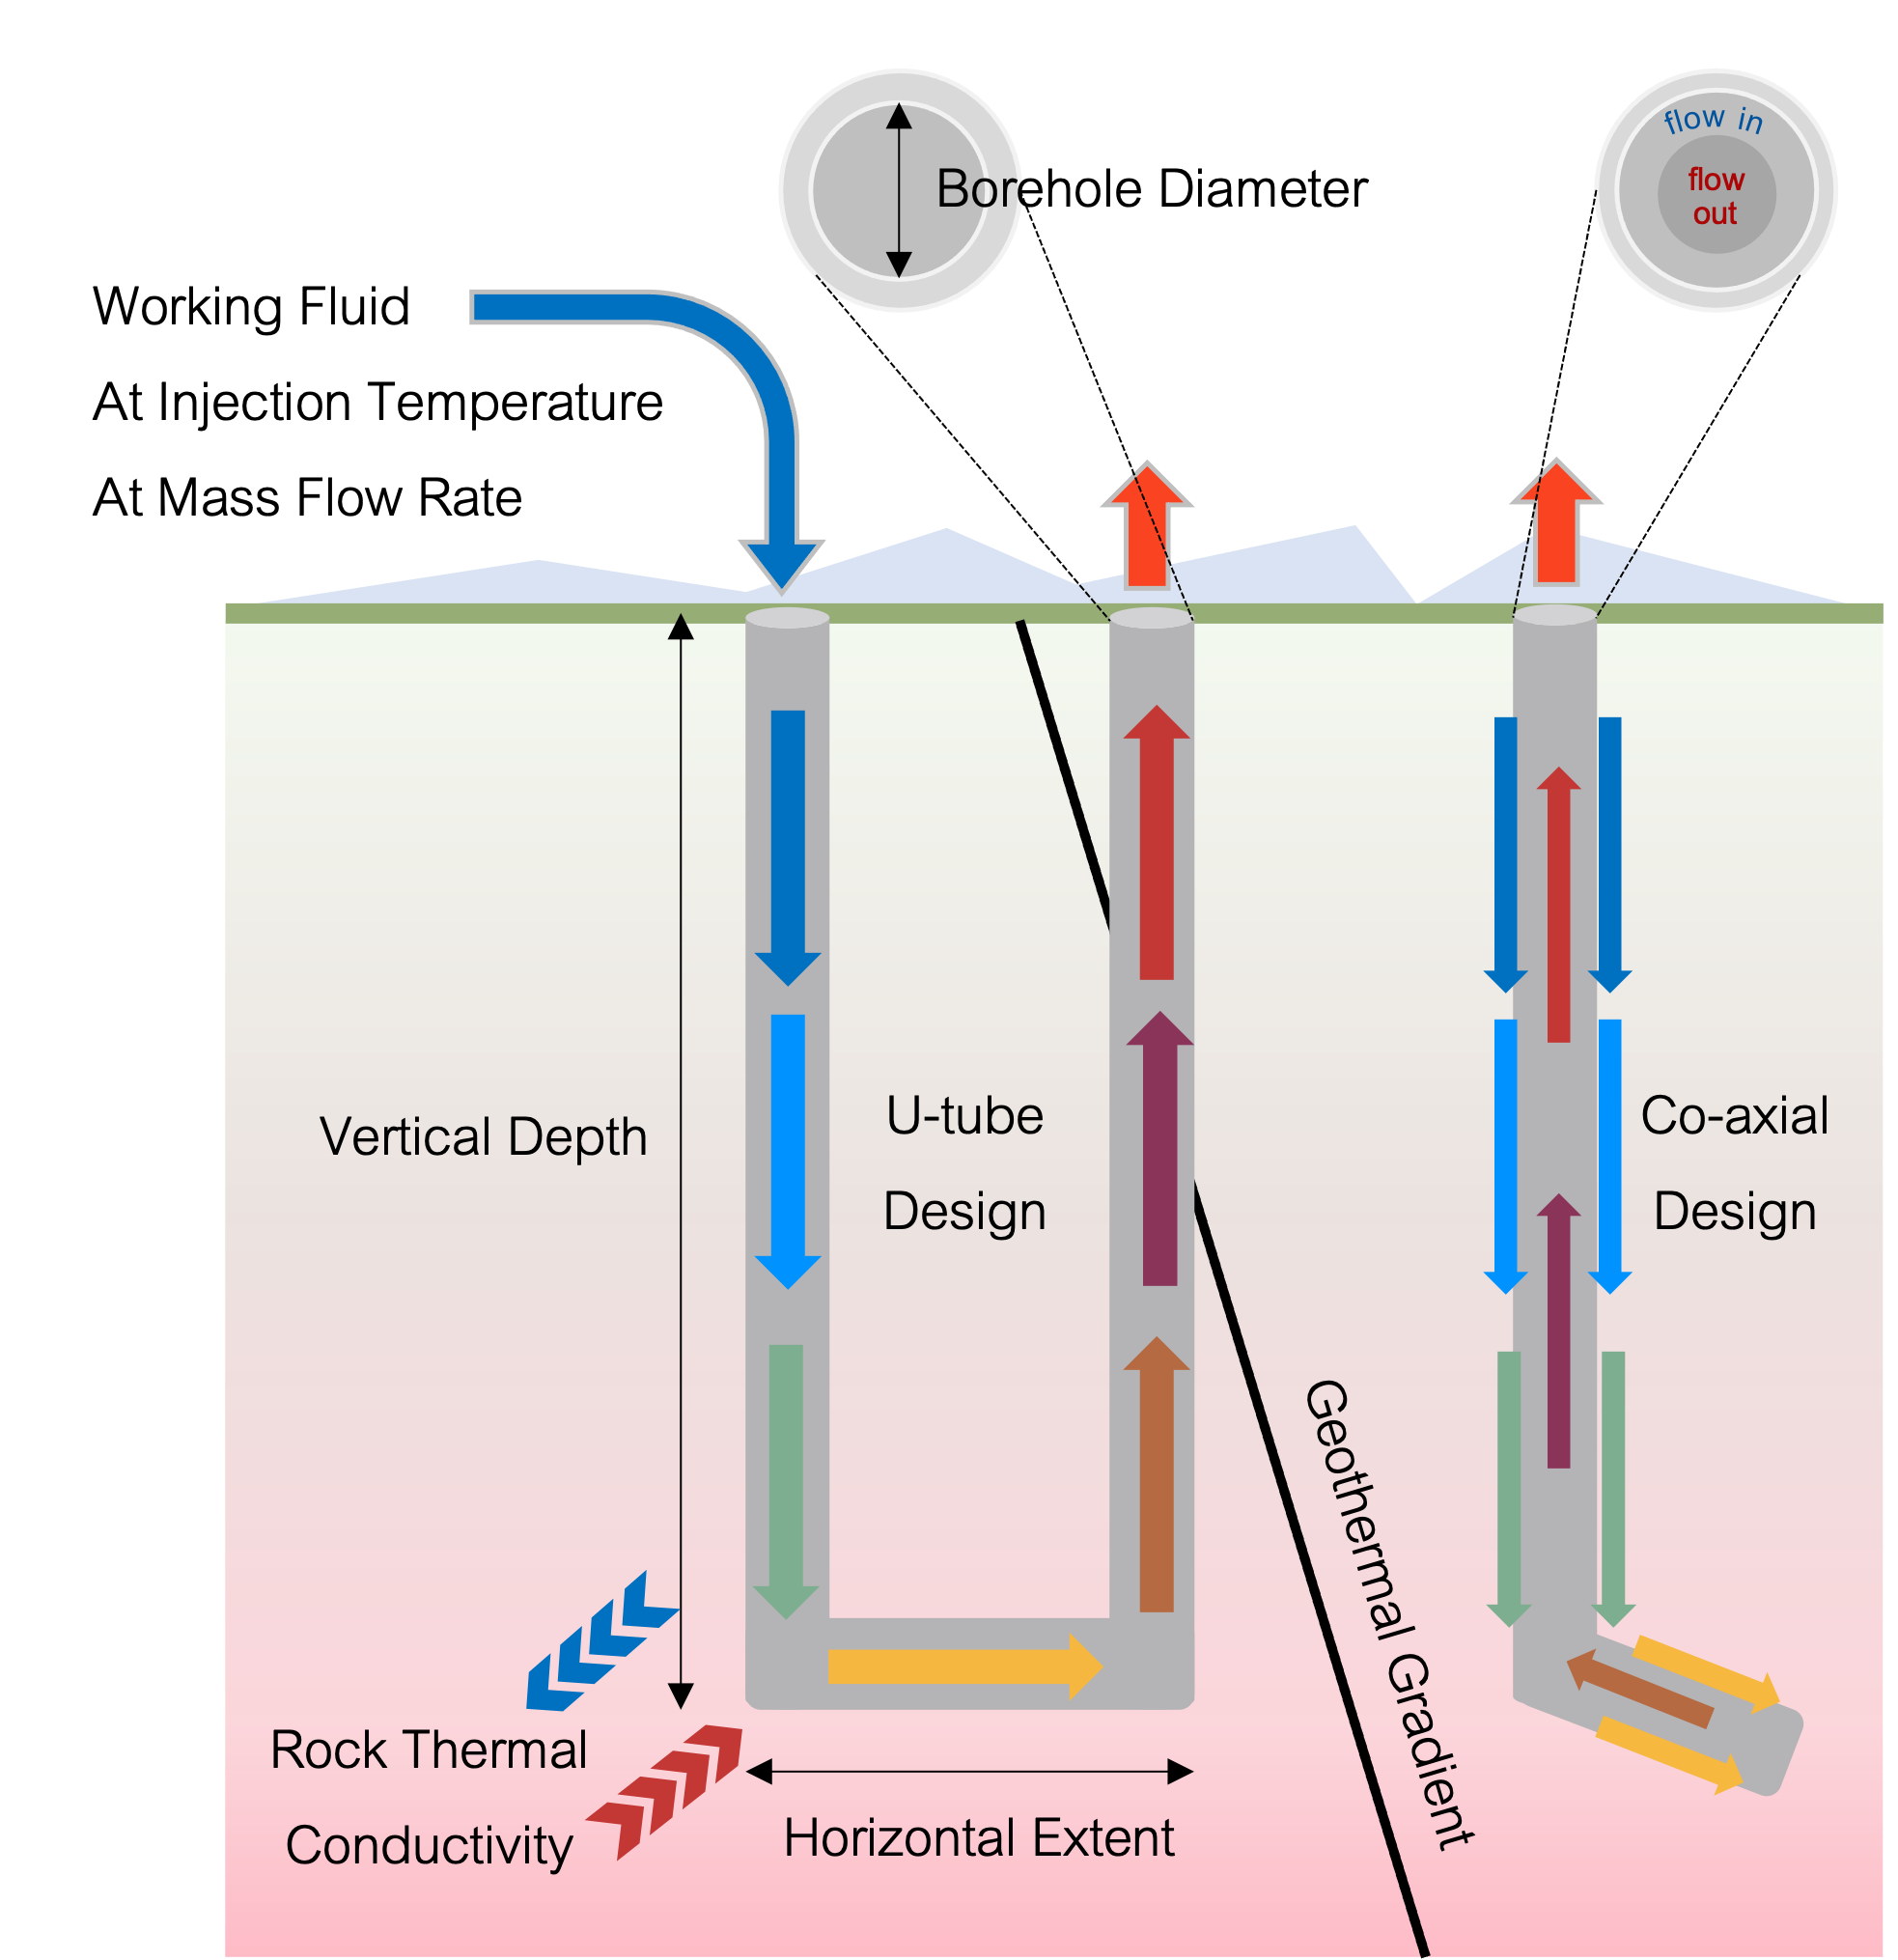 flow in
flow
out
Borehole Diameter
Working Fluid
At Injection Temperature
At Mass Flow Rate
Vertical Depth
U-tube
Design
Co-axial
Design
Geothermal Gradient
Rock Thermal
Conductivity
Horizontal Extent